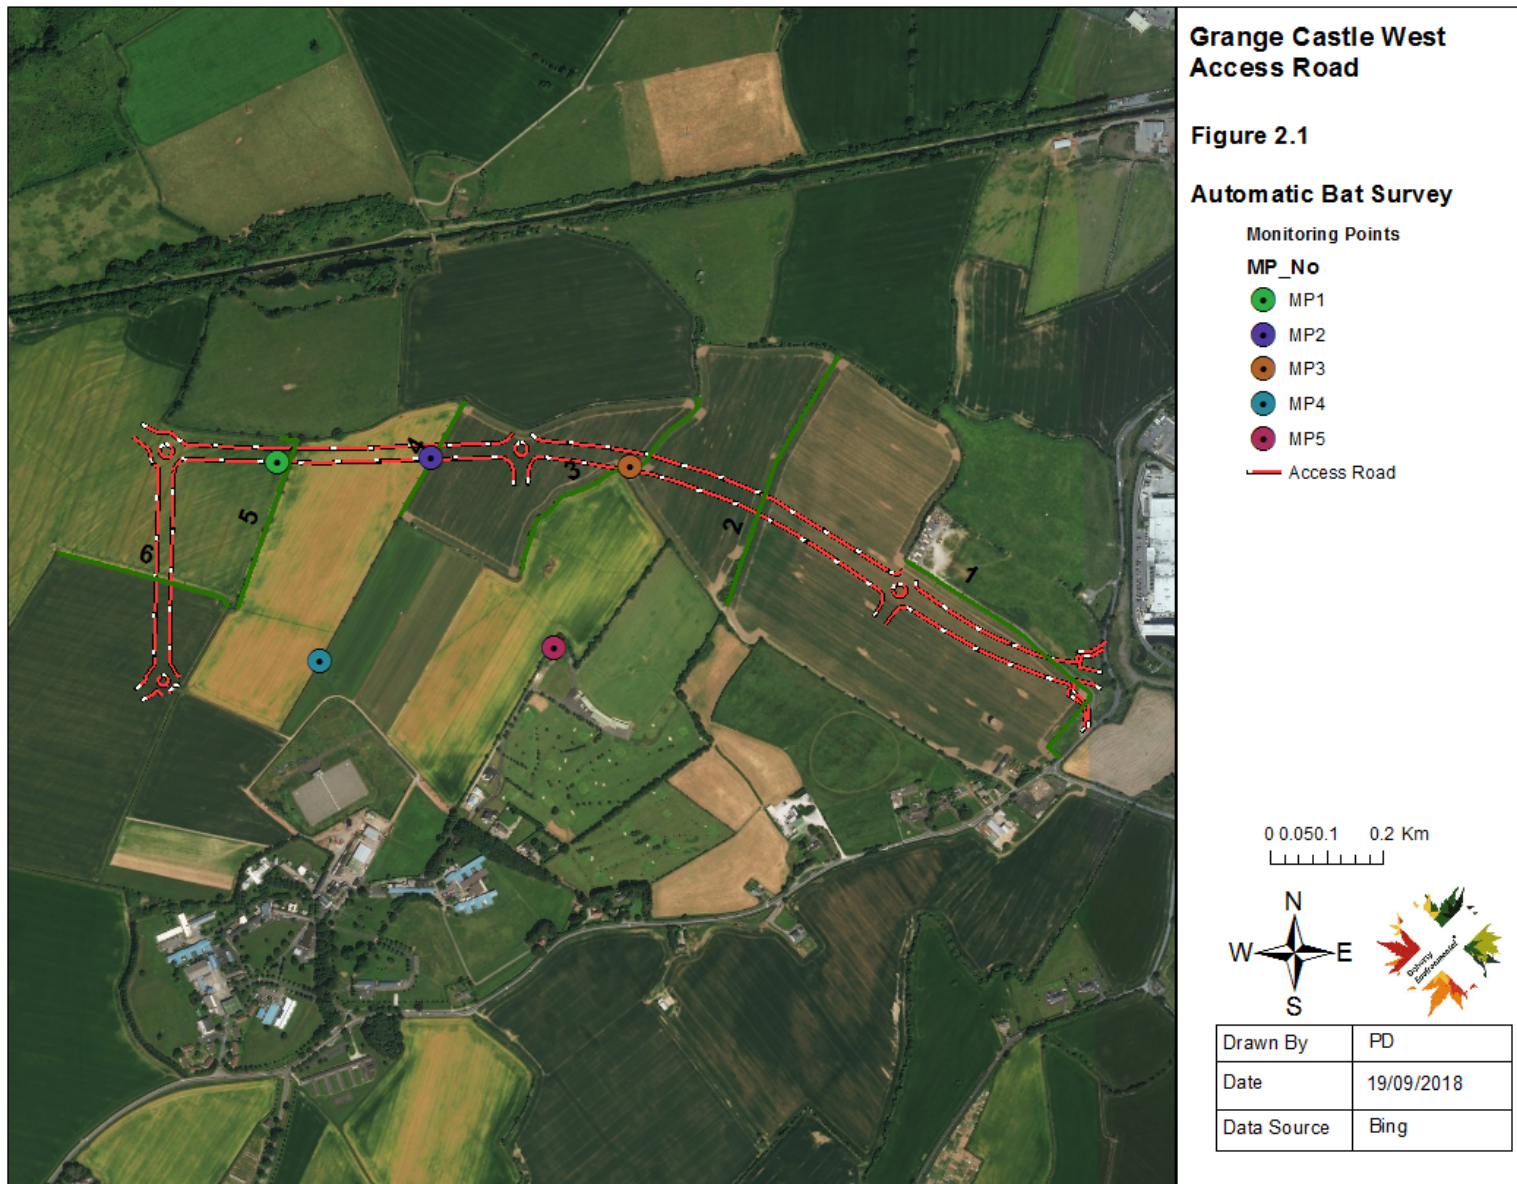 Grange Castle West
Access Road
Figure 2.1
Automatic Bat Survey
Monitoring Points
MP_No
MP1
MP2
MP3
MP4
MP5
Access Road
4
3
5
2
6
1
0 0.050.1 0.2 Km
N
W E
S
Doherty
Environmental
Drawn By PD
Date 19/09/2018
Data Source Bing